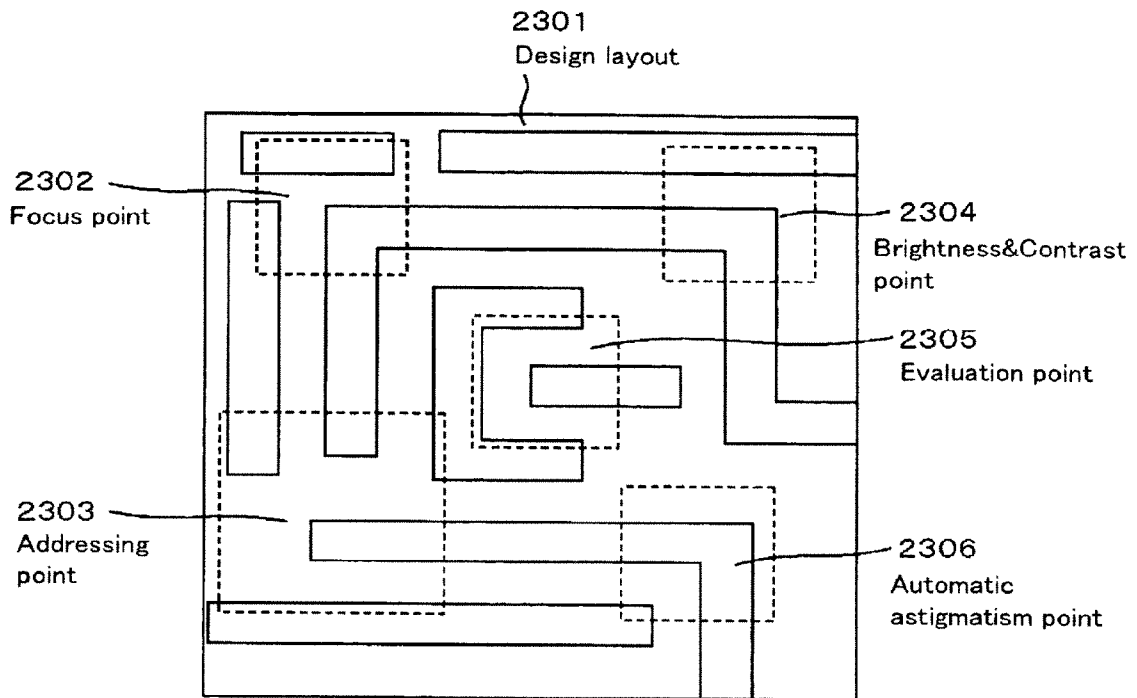 2301
Design layout
2302
Focus point
2304
Brightness&Contrast
point
2305
Evaluation point
2303
Addressing
point
2306
Automatic
astigmatism point